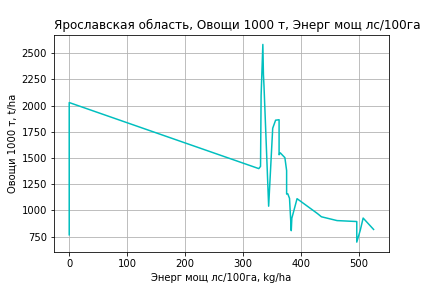 Ярославская область, Овощи 1000 т, Энерг мощ лс/100га
2500
2250
2000
1750
1500
1250
1000
750
Овощи 1000 т, t/ha
0 100 200 300 400 500
Энерг мощ лс/100га, kg/ha